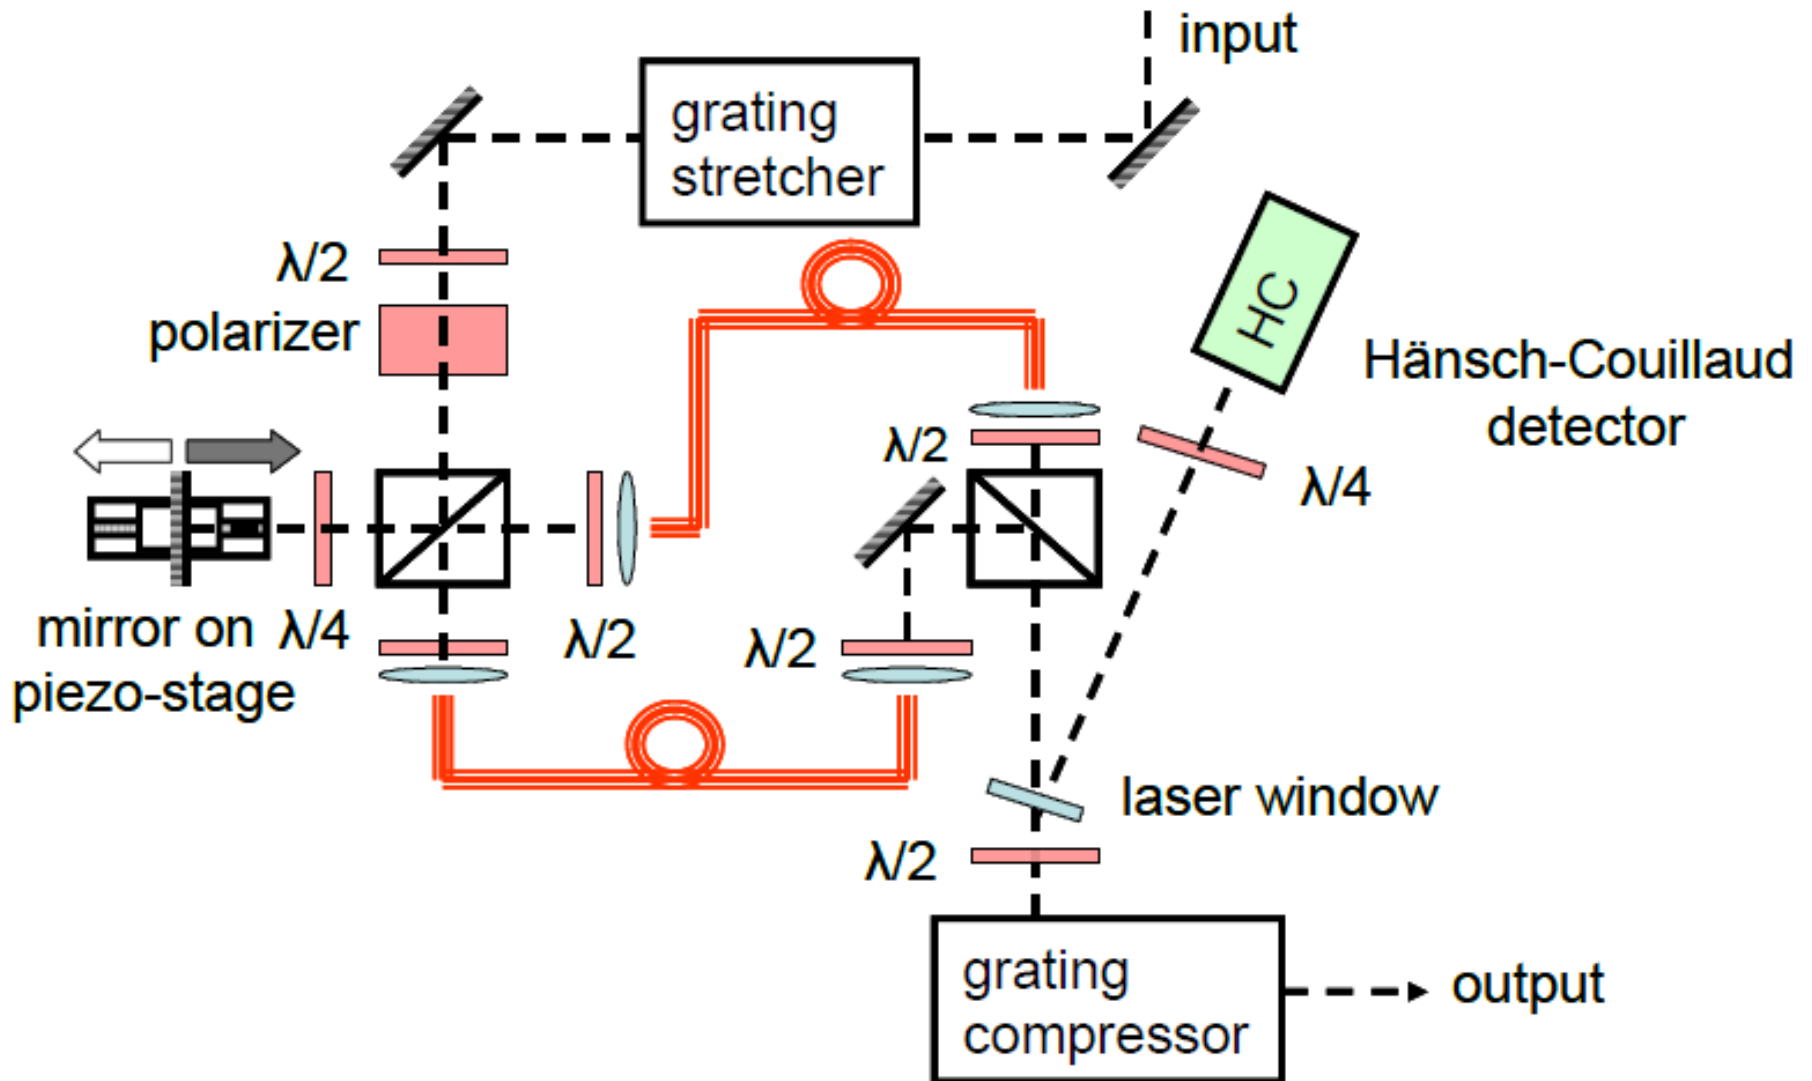 input
grating
stretcher
λ/2
polarizer
HC
Hänsch-Couillaud
detector
λ/2
λ/4
mirror on
piezo-stage
λ/4
λ/2
λ/2
laser window
λ/2
grating
compressor
output